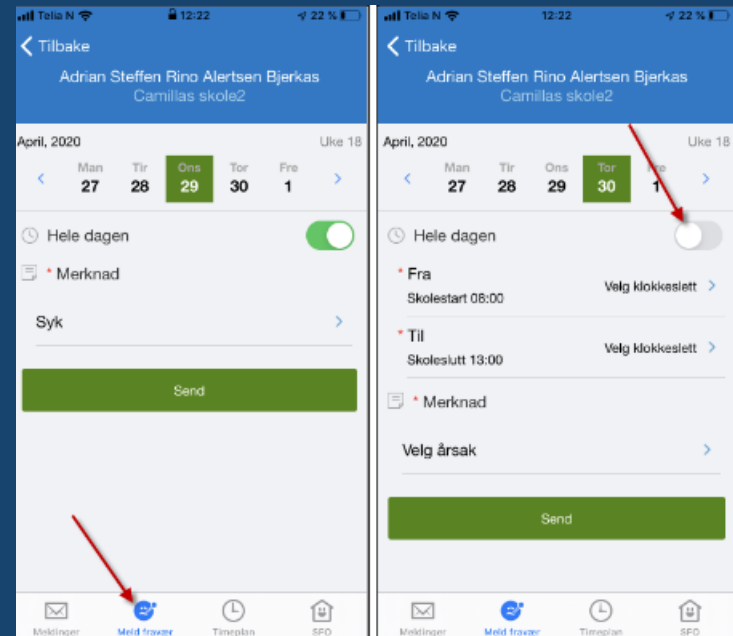 Telia N 12:22 22 %
Tilbake
Adrian Steffen Rino Alertsen Bjerkas
Camillas skole2
April, 2020 Uke 18
Man Tir Ons Tor Fre
27 28 29 30 1
Hele dagen
* Merknad
Syk
Send
Meldinger Meld fravær Timeplan SFO
Telia N 12:22 22 %
Tilbake
Adrian Steffen Rino Alertsen Bjerkas
Camillas skole2
April, 2020 Uke 18
Man Tir Ons Tor Fre
27 28 29 30 1
Hele dagen
* Fra
Skolestart 08:00 Velg klokkeslett
* Til
Skoleslutt 13:00 Velg klokkeslett
* Merknad
Velg årsak
Send
Meldinger Meld fravær Timeplan SFO